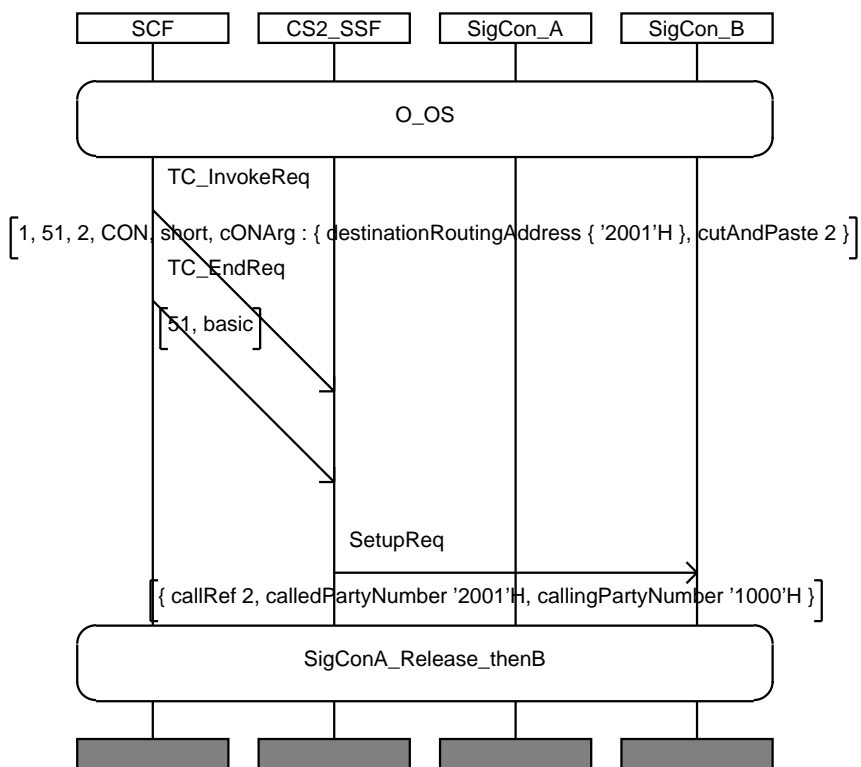 SCF CS2_SSF SigCon_A SigCon_B
O_OS
TC_InvokeReq
1, 51, 2, CON, short, cONArg : { destinationRoutingAddress { '2001'H }, cutAndPaste 2 }
TC_EndReq
51, basic
SetupReq
{ callRef 2, calledPartyNumber '2001'H, callingPartyNumber '1000'H }
SigConA_Release_thenB